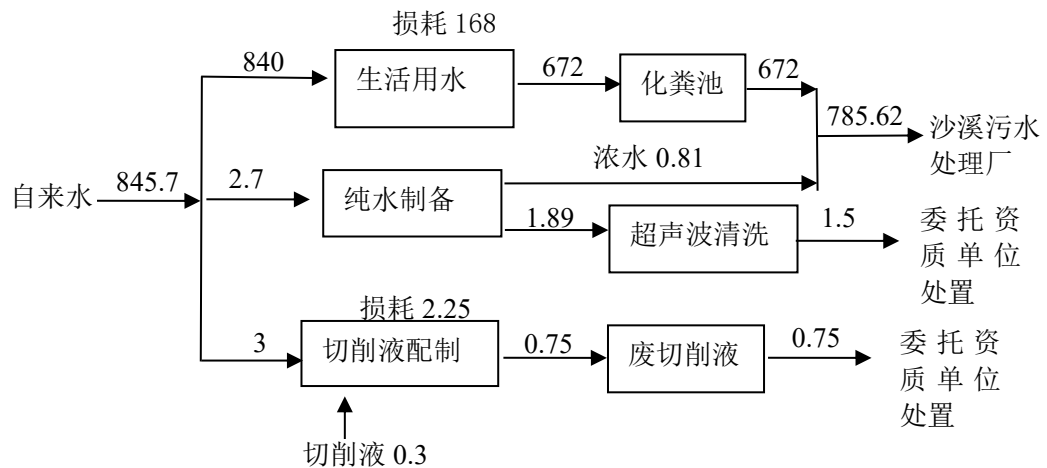 损耗 168
840
生活用水
672
化粪池
672
785.62
沙溪污水
处理厂
浓水 0.81
自来水
845.7
2.7
纯水制备
1.89
超声波清洗
1.5
委托资
质单位
处置
损耗 2.25
3
切削液配制
0.75
废切削液
0.75
委托资
质单位
处置
切削液 0.3